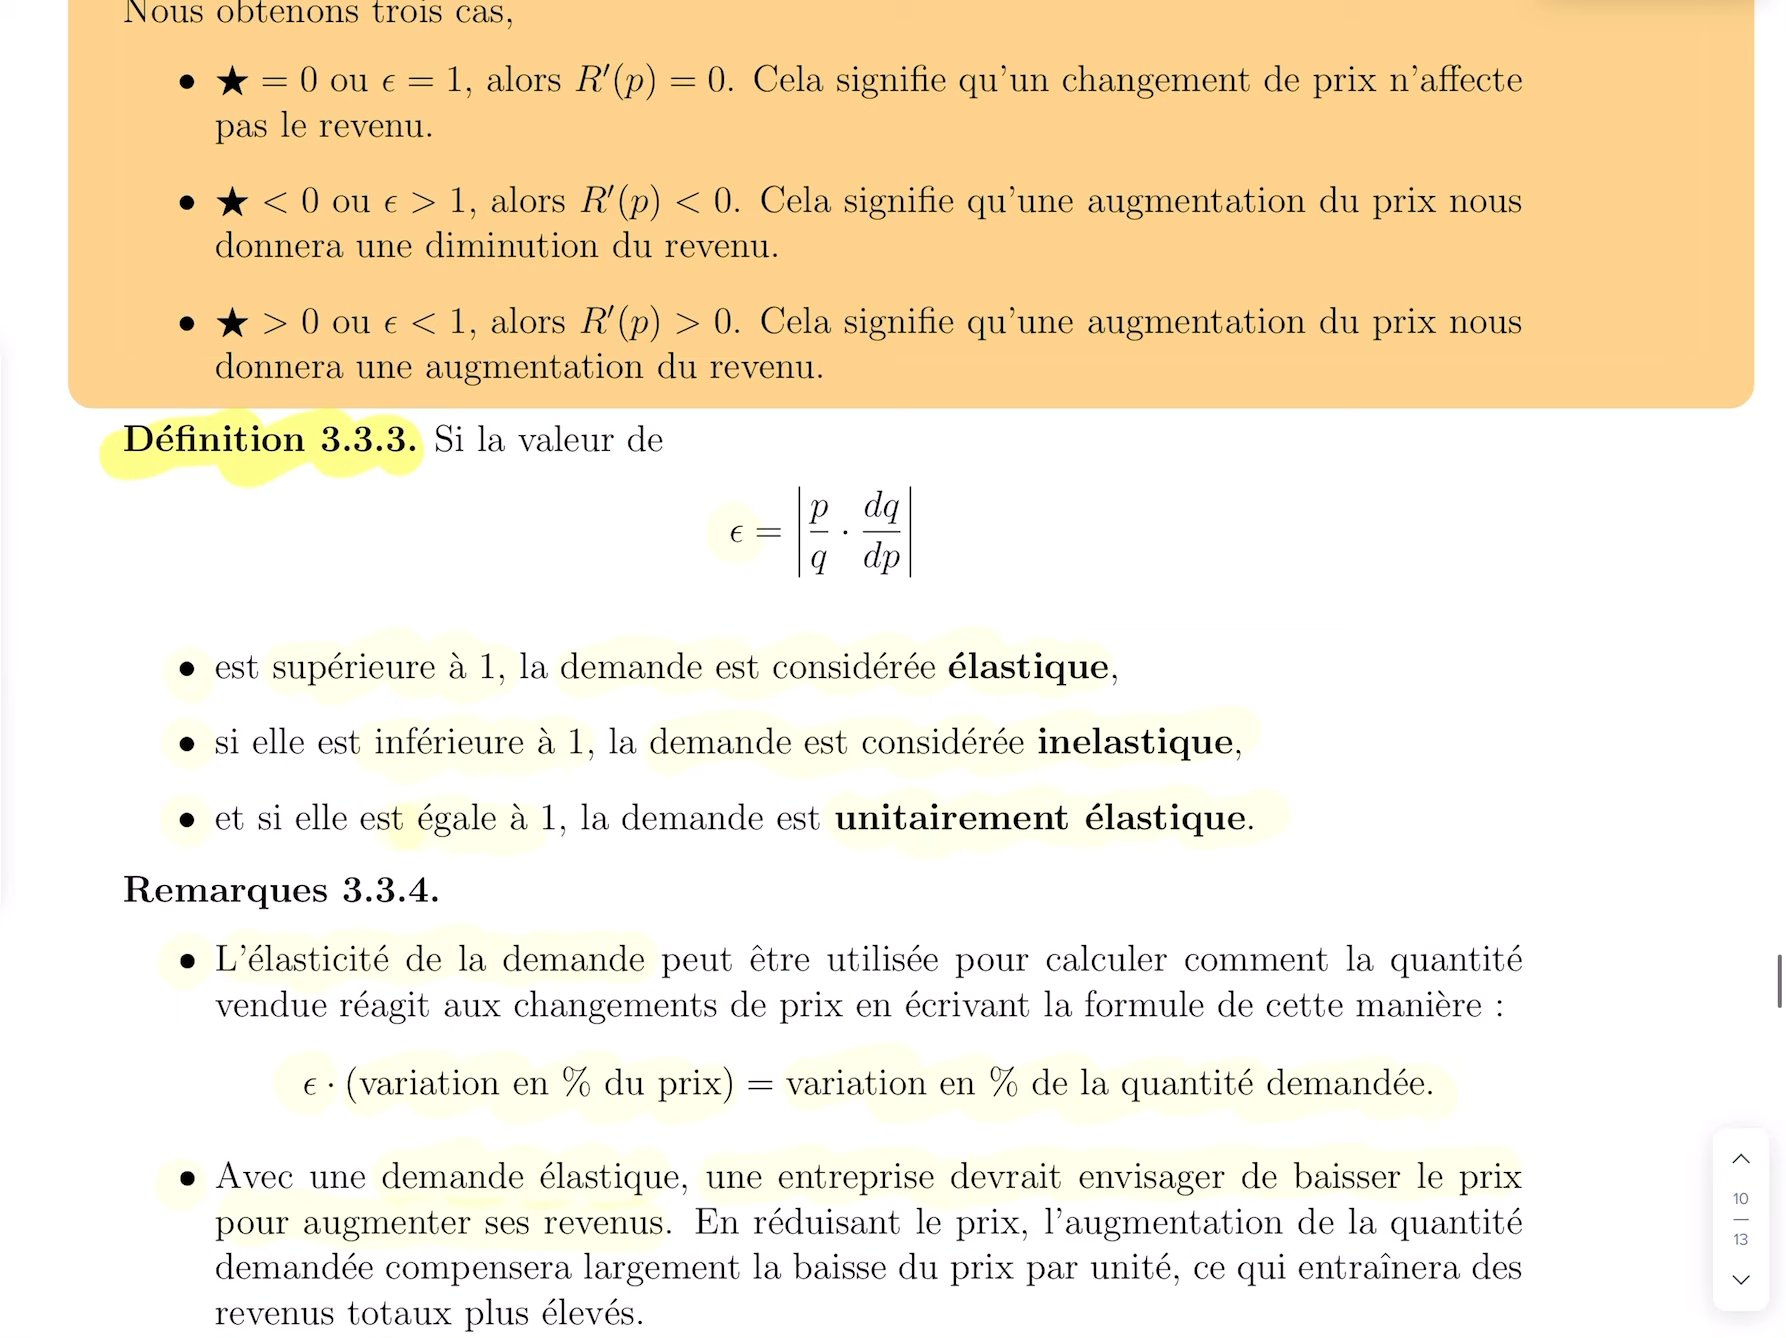 Nous obtenons trois cas,
• ★ = 0 ou ϵ = 1, alors R′(p) = 0. Cela signifie qu'un changement de prix n'affecte
pas le revenu.
• ★ < 0 ou ϵ > 1, alors R′(p) < 0. Cela signifie qu'une augmentation du prix nous
donnera une diminution du revenu.
• ★ > 0 ou ϵ < 1, alors R′(p) > 0. Cela signifie qu'une augmentation du prix nous
donnera une augmentation du revenu.
Définition 3.3.3. Si la valeur de
ϵ = |p/q · dq/dp|
• est supérieure à 1, la demande est considérée élastique,
• si elle est inférieure à 1, la demande est considérée inelastique,
• et si elle est égale à 1, la demande est unitairement élastique.
Remarques 3.3.4.
• L'élasticité de la demande peut être utilisée pour calculer comment la quantité
vendue réagit aux changements de prix en écrivant la formule de cette manière :
ϵ · (variation en % du prix) = variation en % de la quantité demandée.
• Avec une demande élastique, une entreprise devrait envisager de baisser le prix
pour augmenter ses revenus. En réduisant le prix, l'augmentation de la quantité
demandée compensera largement la baisse du prix par unité, ce qui entraînera des
revenus totaux plus élevés.
10
13